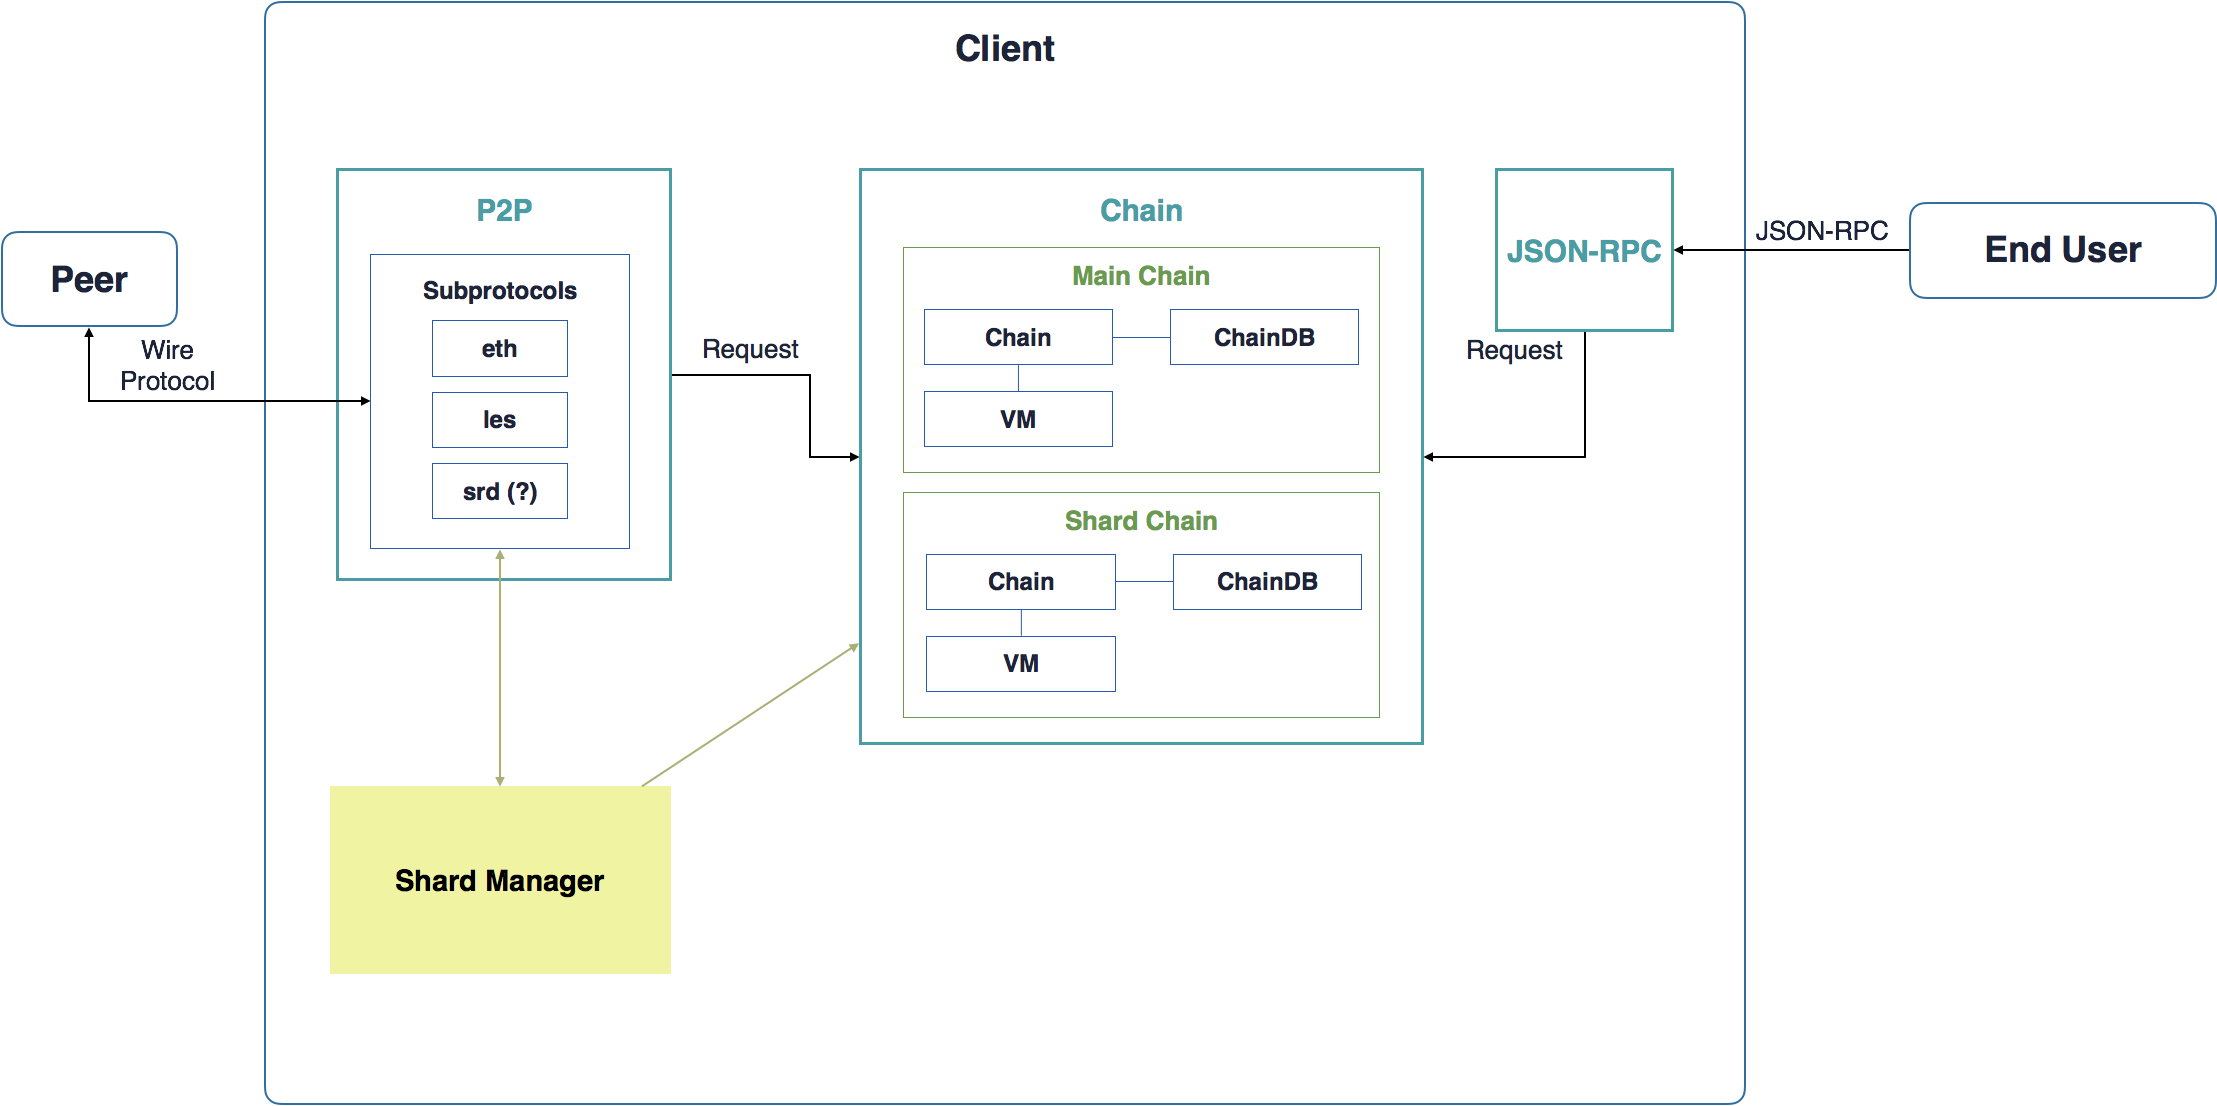 Client
Peer
Wire
Protocol
P2P
Subprotocols
eth
les
srd (?)
Request
Chain
Main Chain
Chain
ChainDB
VM
Shard Chain
Chain
ChainDB
VM
JSON-RPC
Request
JSON-RPC
End User
Shard Manager